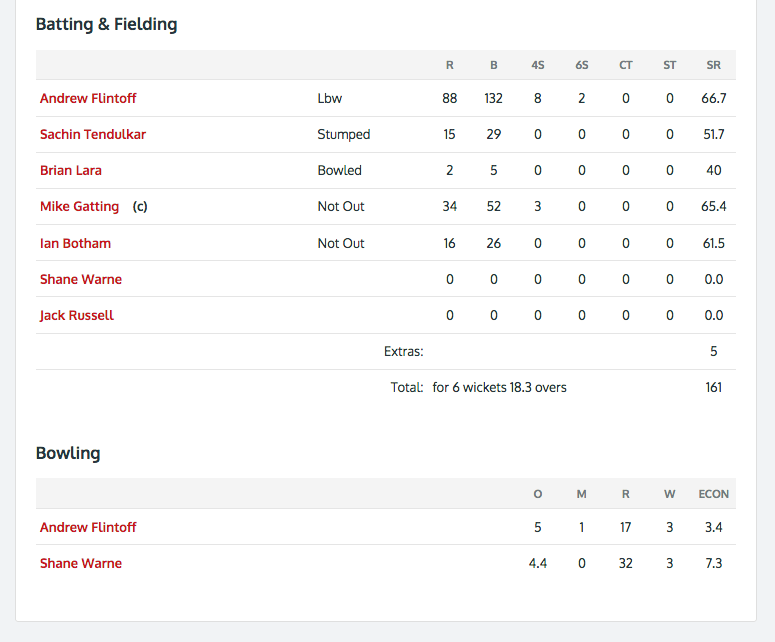 Batting & Fielding
R B 4S 6S CT ST SR
Andrew Flintoff Lbw 88 132 8 2 0 0 66.7
Sachin Tendulkar Stumped 15 29 0 0 0 0 51.7
Brian Lara Bowled 2 5 0 0 0 0 40
Mike Gatting (c) Not Out 34 52 3 0 0 0 65.4
Ian Botham Not Out 16 26 0 0 0 0 61.5
Shane Warne 0 0 0 0 0 0 0.0
Jack Russell 0 0 0 0 0 0 0.0
Extras: 5
Total: for 6 wickets 18.3 overs 161
Bowling
O M R W ECON
Andrew Flintoff 5 1 17 3 3.4
Shane Warne 4.4 0 32 3 7.3